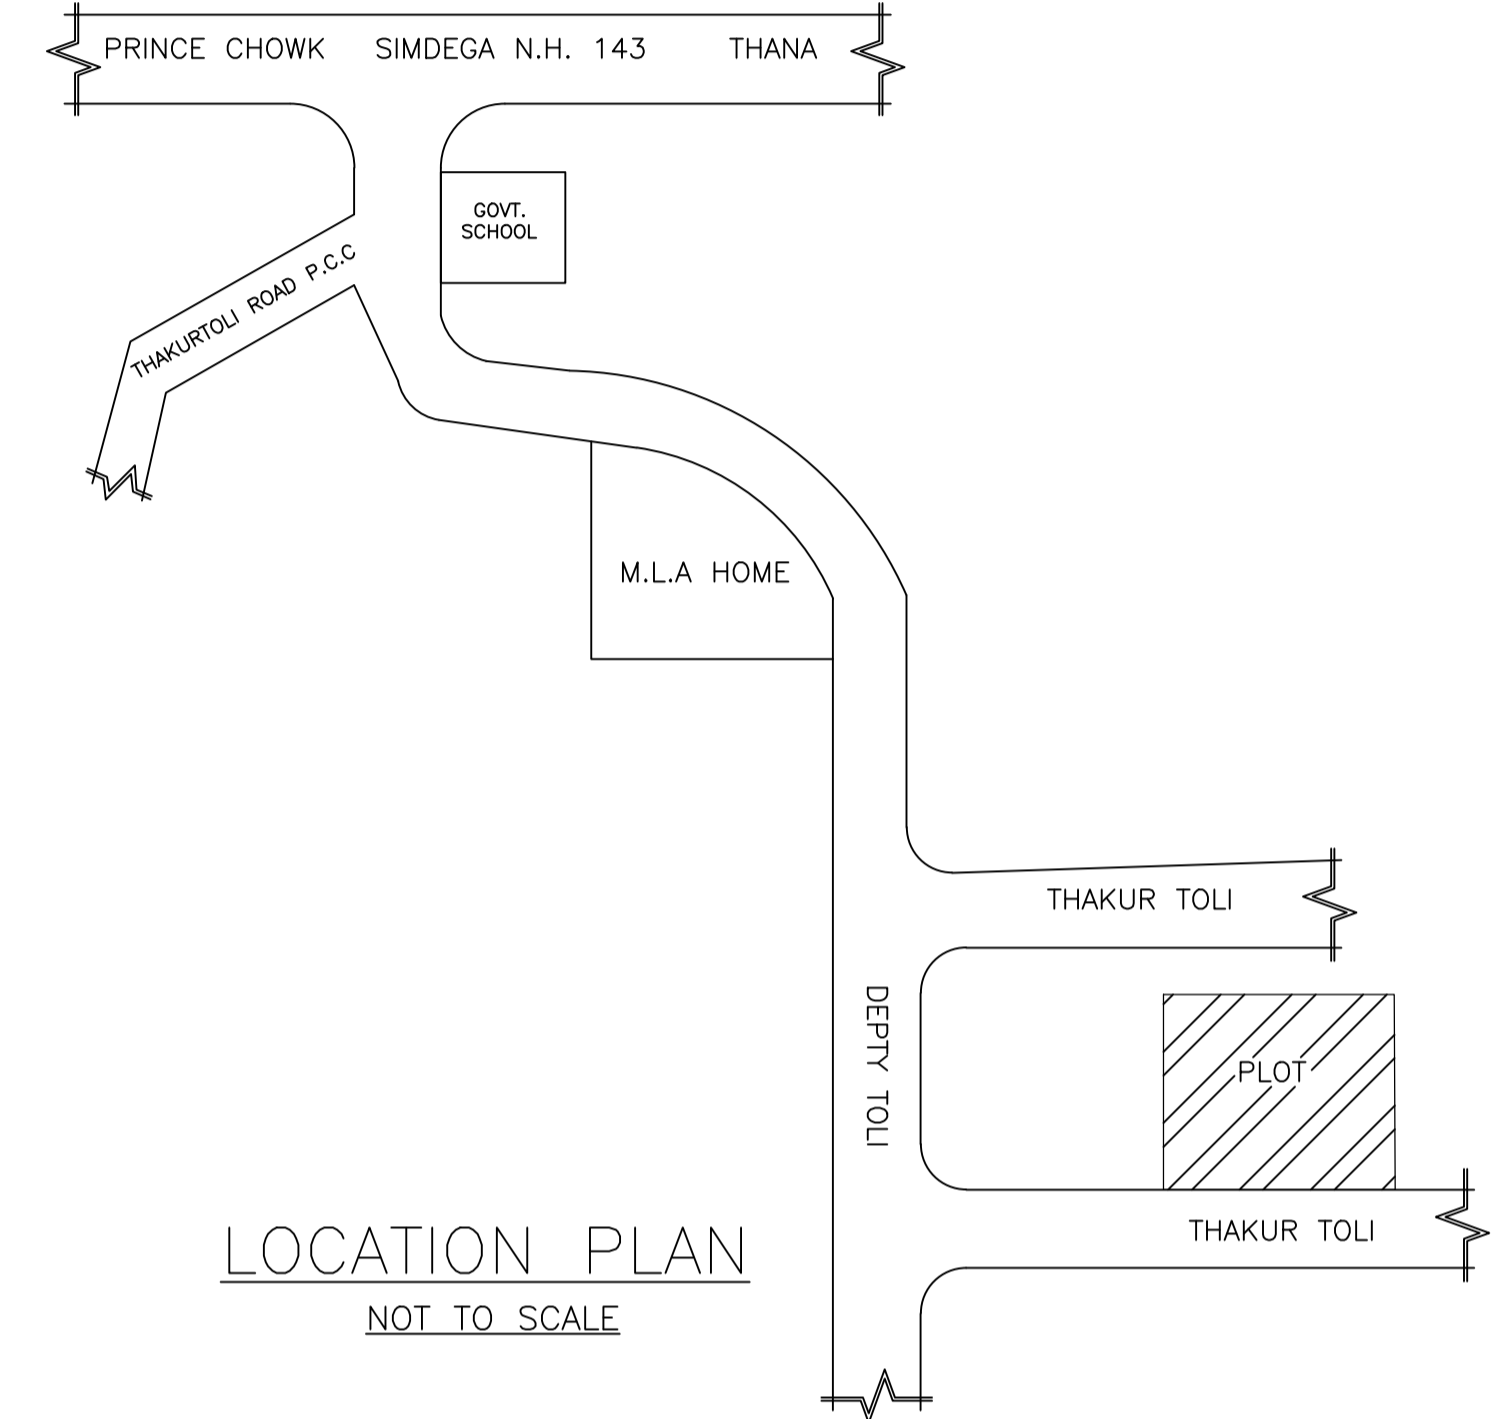 PRINCE CHOWK SIMDEGA N.H. 143 THANA
GOVT.
SCHOOL
THAKURTOLI ROAD P.C.C
M.L.A HOME
THAKUR TOLI
DEPTY TOLI
PLOT
THAKUR TOLI
LOCATION PLAN
NOT TO SCALE